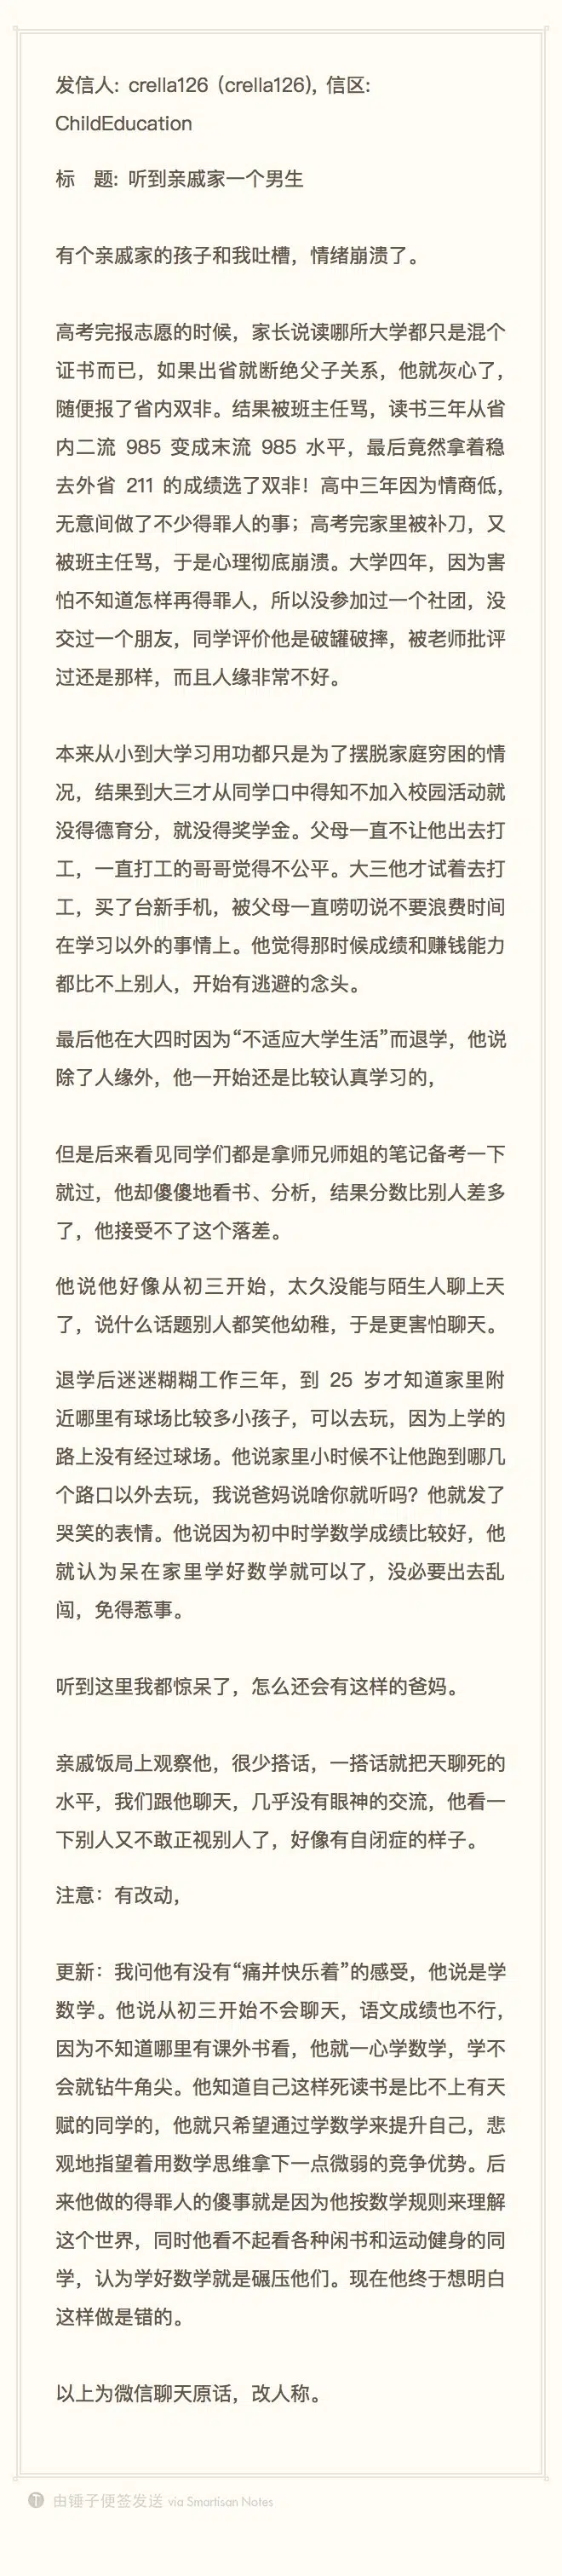 发信人: crella126 (crella126), 信区:
ChildEducation
标　题: 听到亲戚家一个男生
有个亲戚家的孩子和我吐槽，情绪崩溃了。
高考完报志愿的时候，家长说读哪所大学都只是混个
证书而已，如果出省就断绝父子关系，他就灰心了，
随便报了省内双非。结果被班主任骂，读书三年从省
内二流 985 变成末流 985 水平，最后竟然拿着稳
去外省 211 的成绩选了双非！高中三年因为情商低，
无意间做了不少得罪人的事；高考完家里被补刀，又
被班主任骂，于是心理彻底崩溃。大学四年，因为害
怕不知道怎样再得罪人，所以没参加过一个社团，没
交过一个朋友，同学评价他是破罐破摔，被老师批评
过还是那样，而且人缘非常不好。
本来从小到大学习用功都只是为了摆脱家庭穷困的情
况，结果到大三才从同学口中得知不加入校园活动就
没得德育分，就没得奖学金。父母一直不让他出去打
工，一直打工的哥哥觉得不公平。大三他才试着去打
工，买了台新手机，被父母一直唠叨说不要浪费时间
在学习以外的事情上。他觉得那时候成绩和赚钱能力
都比不上别人，开始有逃避的念头。
最后他在大四时因为“不适应大学生活”而退学，他说
除了人缘外，他一开始还是比较认真学习的，
但是后来看见同学们都是拿师兄师姐的笔记备考一下
就过，他却傻傻地看书、分析，结果分数比别人差多
了，他接受不了这个落差。
他说他好像从初三开始，太久没能与陌生人聊上天
了，说什么话题别人都笑他幼稚，于是更害怕聊天。
退学后迷迷糊糊工作三年，到 25 岁才知道家里附
近哪里有球场比较多小孩子，可以去玩，因为上学的
路上没有经过球场。他说家里小时候不让他跑到哪几
个路口以外去玩，我说爸妈说啥你就听吗？他就发了
哭笑的表情。他说因为初中时学数学成绩比较好，他
就认为呆在家里学好数学就可以了，没必要出去乱
闯，免得惹事。
听到这里我都惊呆了，怎么还会有这样的爸妈。
亲戚饭局上观察他，很少搭话，一搭话就把天聊死的
水平，我们跟他聊天，几乎没有眼神的交流，他看一
下别人又不敢正视别人了，好像有自闭症的样子。
注意：有改动，
更新：我问他有没有“痛并快乐着”的感受，他说是学
数学。他说从初三开始不会聊天，语文成绩也不行，
因为不知道哪里有课外书看，他就一心学数学，学不
会就钻牛角尖。他知道自己这样死读书是比不上有天
赋的同学的，他就只希望通过学数学来提升自己，悲
观地指望着用数学思维拿下一点微弱的竞争优势。后
来他做的得罪人的傻事就是因为他按数学规则来理解
这个世界，同时他看不起看各种闲书和运动健身的同
学，认为学好数学就是碾压他们。现在他终于想明白
这样做是错的。
以上为微信聊天原话，改人称。
由锤子便签发送 via Smartisan Notes